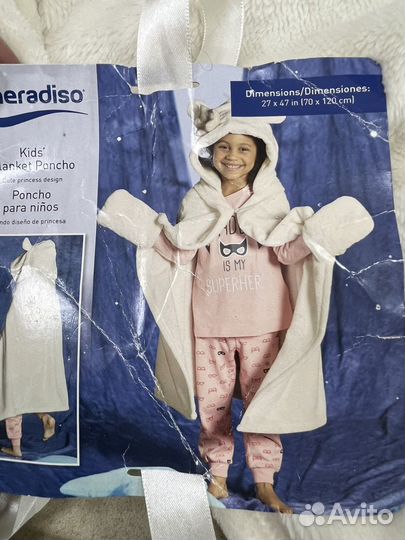 neradiso
Kids'
lanket Poncho
Cute princess design
Poncho
para niños
ndo diseño de princesa
Dimensions/Dimensiones:
27 x 47 in (70 x 120 cm)
IS MY
SUPERHER
Avito